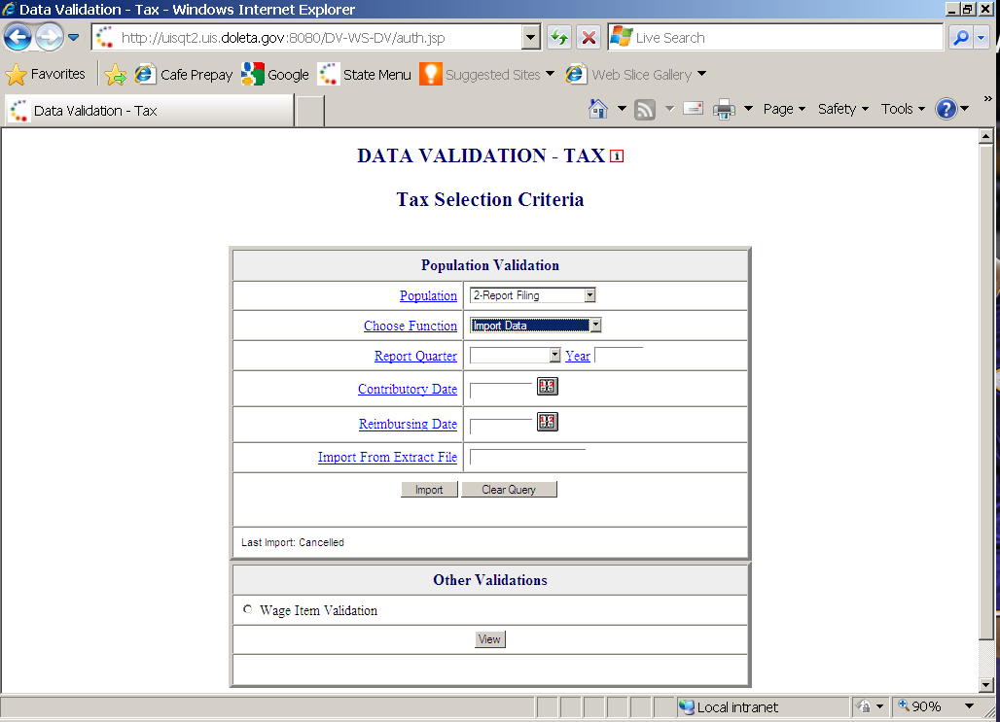 Data Validation - Tax - Windows Internet Explorer
http://uisqt2.uis.doleta.gov:8080/DV-WS-DV/auth.jsp
Live Search
Favorites Cafe Prepay Google State Menu Suggested Sites Web Slice Gallery
Data Validation - Tax
Page Safety Tools ? »
DATA VALIDATION - TAX i
Tax Selection Criteria
Population Validation
Population 2-Report Filing
Choose Function Import Data
Report Quarter Year
Contributory Date
Reimbursing Date
Import From Extract File
Import Clear Query
Last Import: Cancelled
Other Validations
Wage Item Validation
View
Local intranet 90%